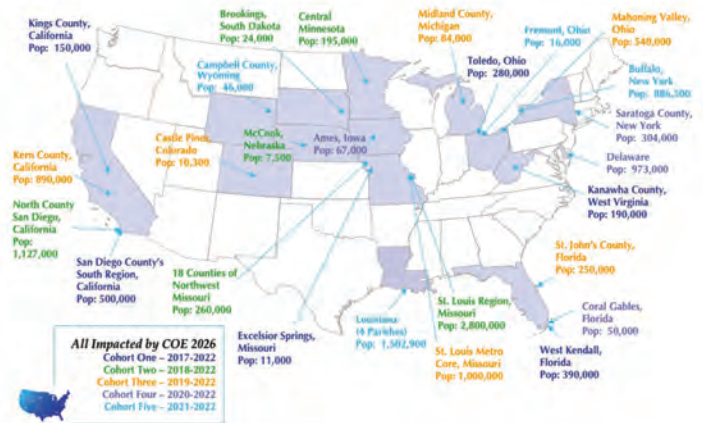 Kings County,
California
Pop: 150,000
Brookings,
South Dakota
Pop: 24,000
Central
Minnesota
Pop: 195,000
Midland County,
Michigan
Pop: 84,000
Fremont, Ohio
Pop: 16,000
Mahoning Valley,
Ohio
Pop: 540,000
Toledo, Ohio
Pop: 280,000
Campbell County,
Wyoming
Pop: 46,000
Buffalo,
New York
Pop: 886,500
Saratoga County,
New York
Pop: 304,000
Castle Pines,
Colorado
Pop: 10,300
McCook,
Nebraska
Pop: 7,500
Ames, Iowa
Pop: 67,000
Delaware
Pop: 973,000
Kern County,
California
Pop: 890,000
Kanawha County,
West Virginia
Pop: 190,000
North County
San Diego,
California
Pop:
1,127,000
San Diego County's
South Region,
California
Pop: 500,000
18 Counties of
Northwest
Missouri
Pop: 260,000
Excelsior Springs,
Missouri
Pop: 11,000
Louisiana
(4 Parishes)
Pop: 1,502,900
St. Louis Region,
Missouri
Pop: 2,800,000
St. Louis Metro
Core, Missouri
Pop: 1,000,000
St. John's County,
Florida
Pop: 250,000
Coral Gables,
Florida
Pop: 50,000
West Kendall,
Florida
Pop: 390,000
All Impacted by COE 2026
Cohort One – 2017-2022
Cohort Two – 2018-2022
Cohort Three – 2019-2022
Cohort Four – 2020-2022
Cohort Five – 2021-2022